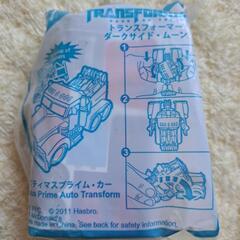 TRANSFORMERS
トランスフォーマー
ダークサイド・ムーン
1
2
3
ティマスプライム・カー
Prime Auto Transform
© 2011 Hasbro.
McDonald's
in China. See back for safety information.